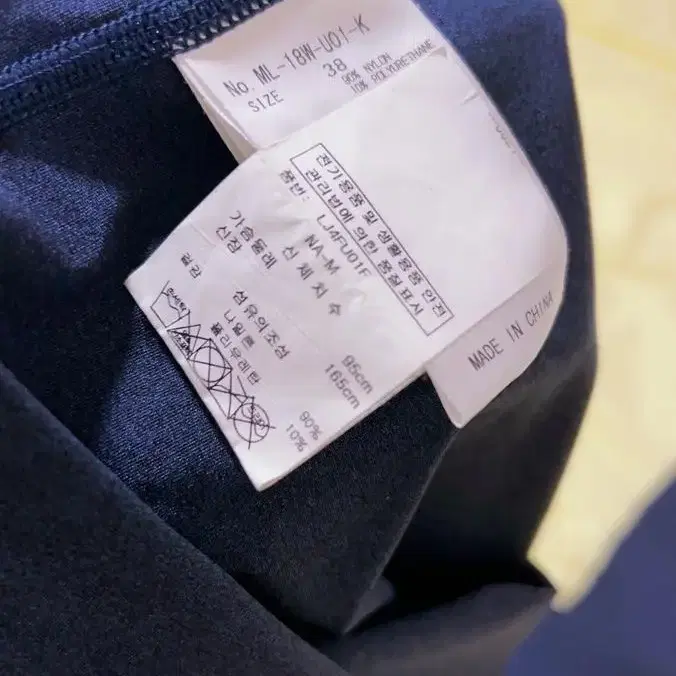 No. ML-18W-U01-K
SIZE 38
90% NYLON
10% POLYURETHANE
전기용품 및 생활용품 안전
관리법에 의한 품질표시
품번: LJ4FU01F
NA-M
신체치수
가슴둘레 95cm
신장 165cm
섬유의 조성
나일론 90%
폴리우레탄 10%
MADE IN CHINA